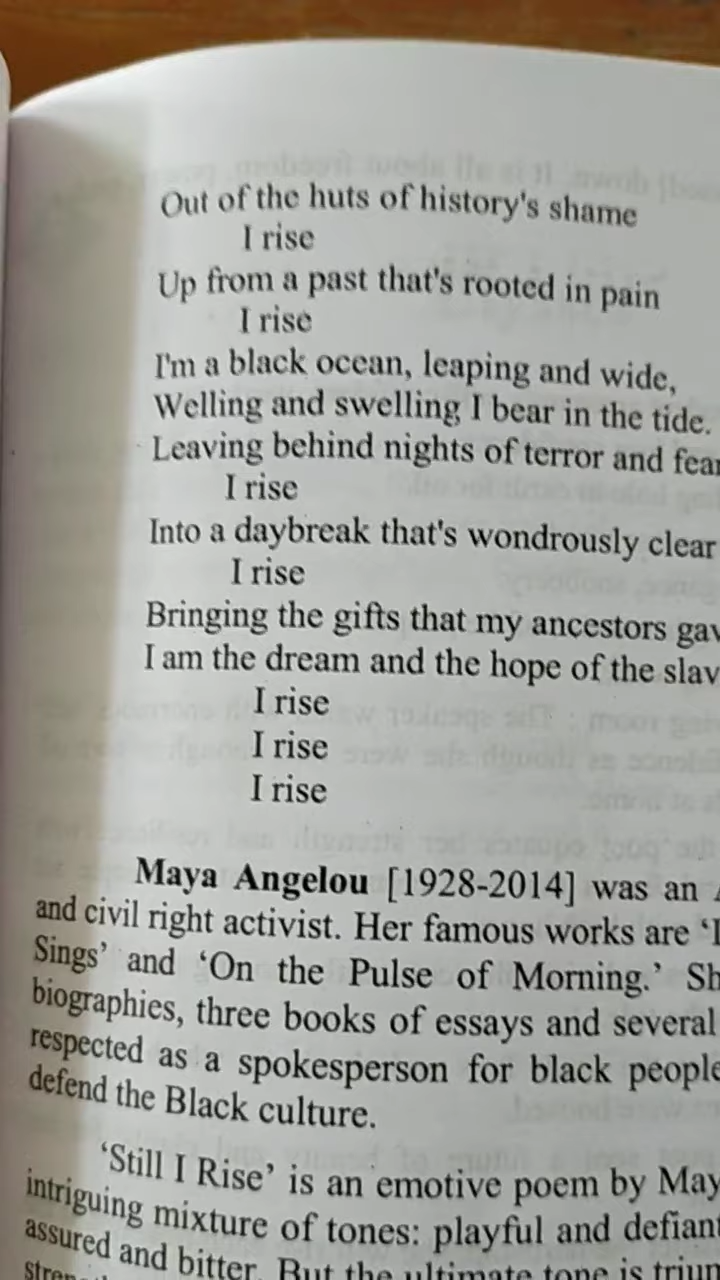 Out of the huts of history's shame
I rise
Up from a past that's rooted in pain
I rise
I'm a black ocean, leaping and wide,
Welling and swelling I bear in the tide.
Leaving behind nights of terror and fear
I rise
Into a daybreak that's wondrously clear
I rise
Bringing the gifts that my ancestors gav
I am the dream and the hope of the slav
I rise
I rise
I rise
Maya Angelou [1928-2014] was an
and civil right activist. Her famous works are ‘I
Sings’ and ‘On the Pulse of Morning.’ Sh
biographies, three books of essays and several
respected as a spokesperson for black people
defend the Black culture.
‘Still I Rise’ is an emotive poem by May
intriguing mixture of tones: playful and defiant
assured and bitter. But the ultimate tone is trium